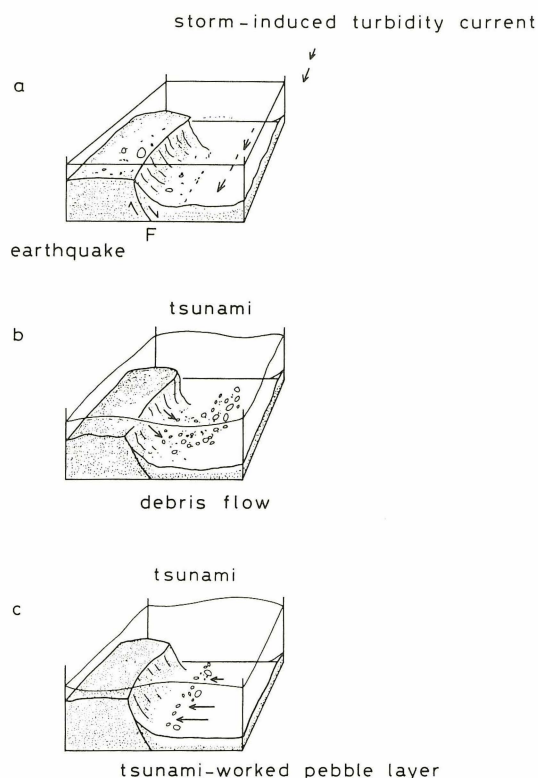 storm-induced turbidity current
a
F
earthquake
tsunami
b
debris flow
tsunami
c
tsunami-worked pebble layer